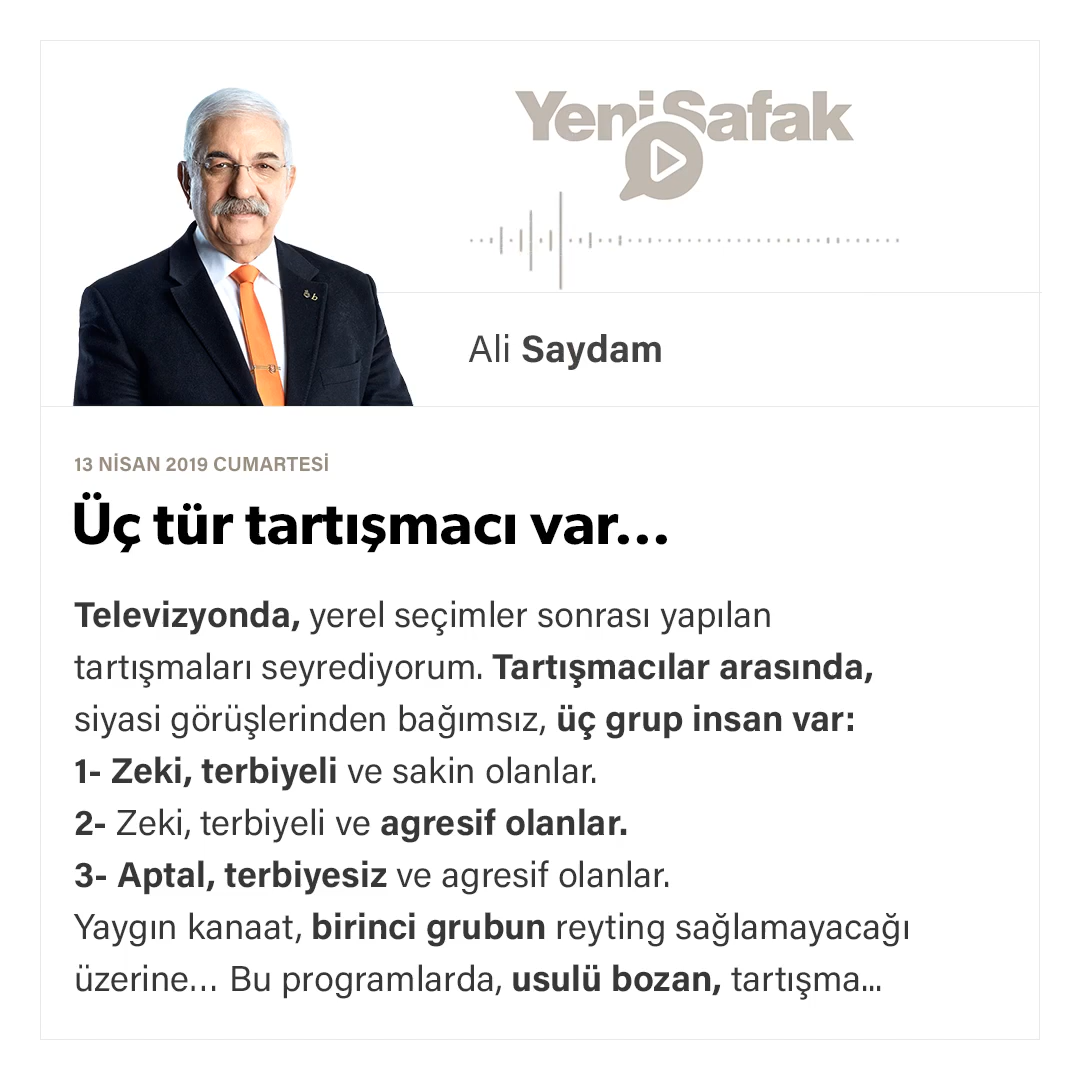 Yeni Safak
Ali Saydam
13 NİSAN 2019 CUMARTESİ
Üç tür tartışmacı var...
Televizyonda, yerel seçimler sonrası yapılan
tartışmaları seyrediyorum. Tartışmacılar arasında,
siyasi görüşlerinden bağımsız, üç grup insan var:
1- Zeki, terbiyeli ve sakin olanlar.
2- Zeki, terbiyeli ve agresif olanlar.
3- Aptal, terbiyesiz ve agresif olanlar.
Yaygın kanaat, birinci grubun reyting sağlamayacağı
üzerine... Bu programlarda, usulü bozan, tartışma...